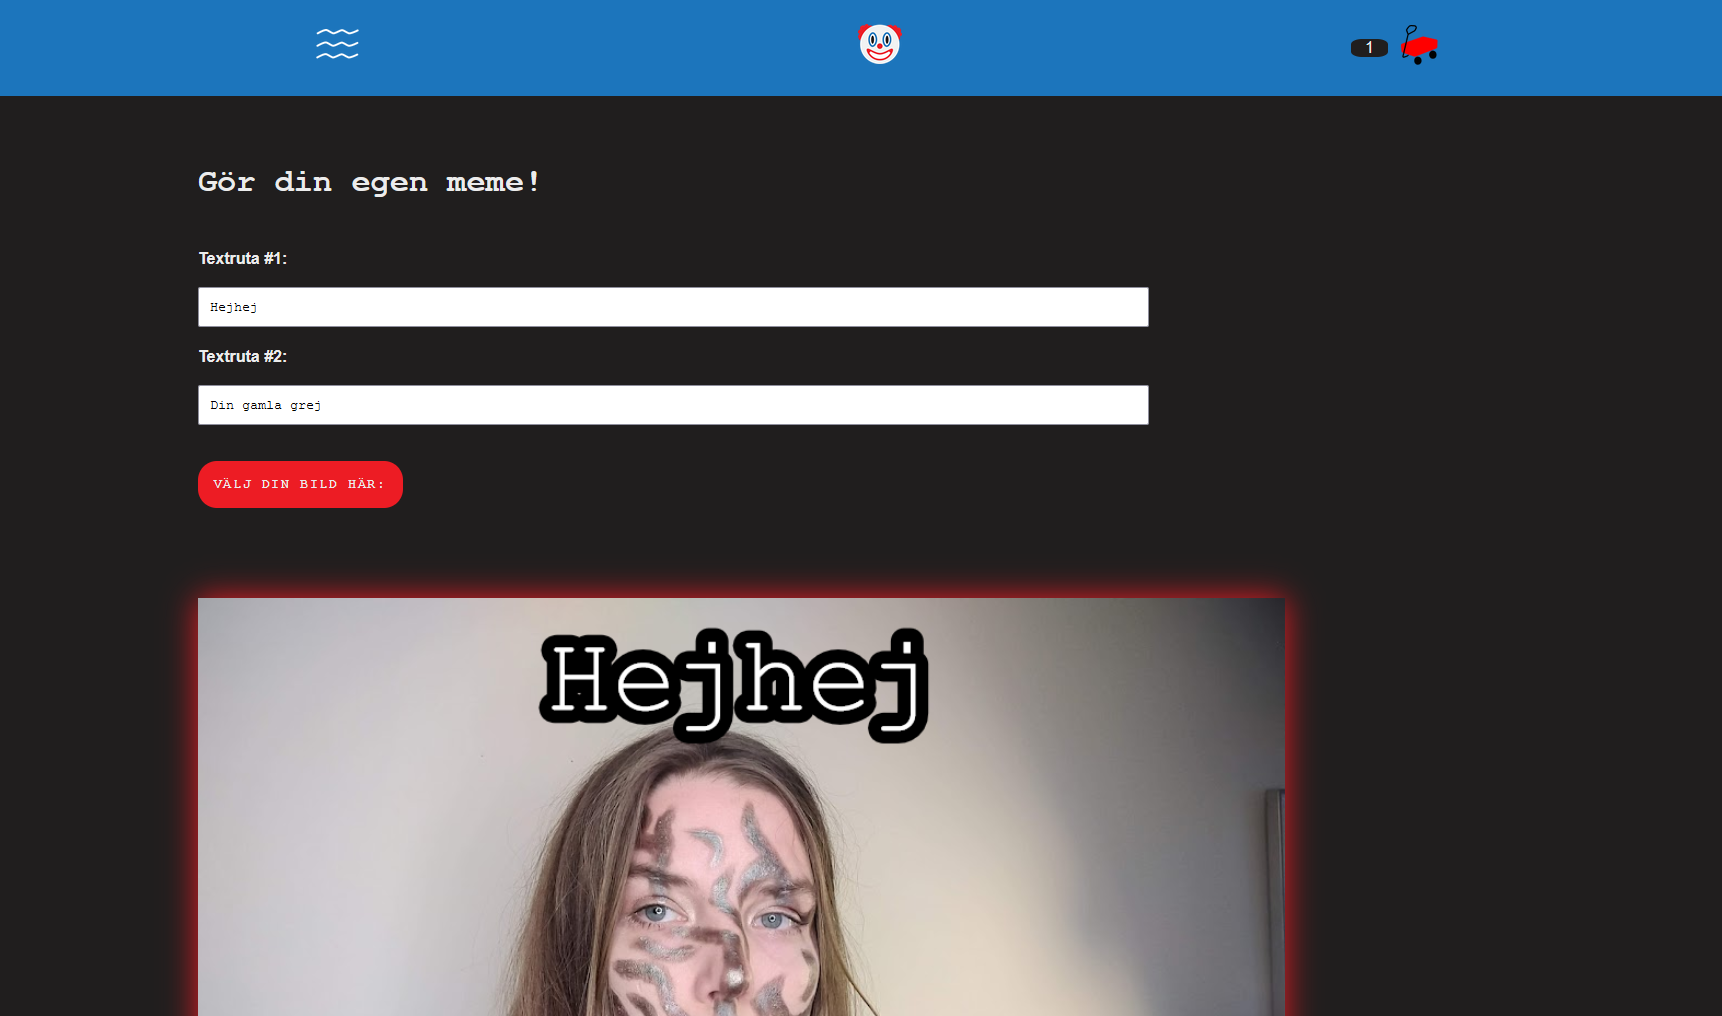 1
Gör din egen meme!
Textruta #1:
Hejhej
Textruta #2:
Din gamla grej
VÄLJ DIN BILD HÄR:
Hejhej